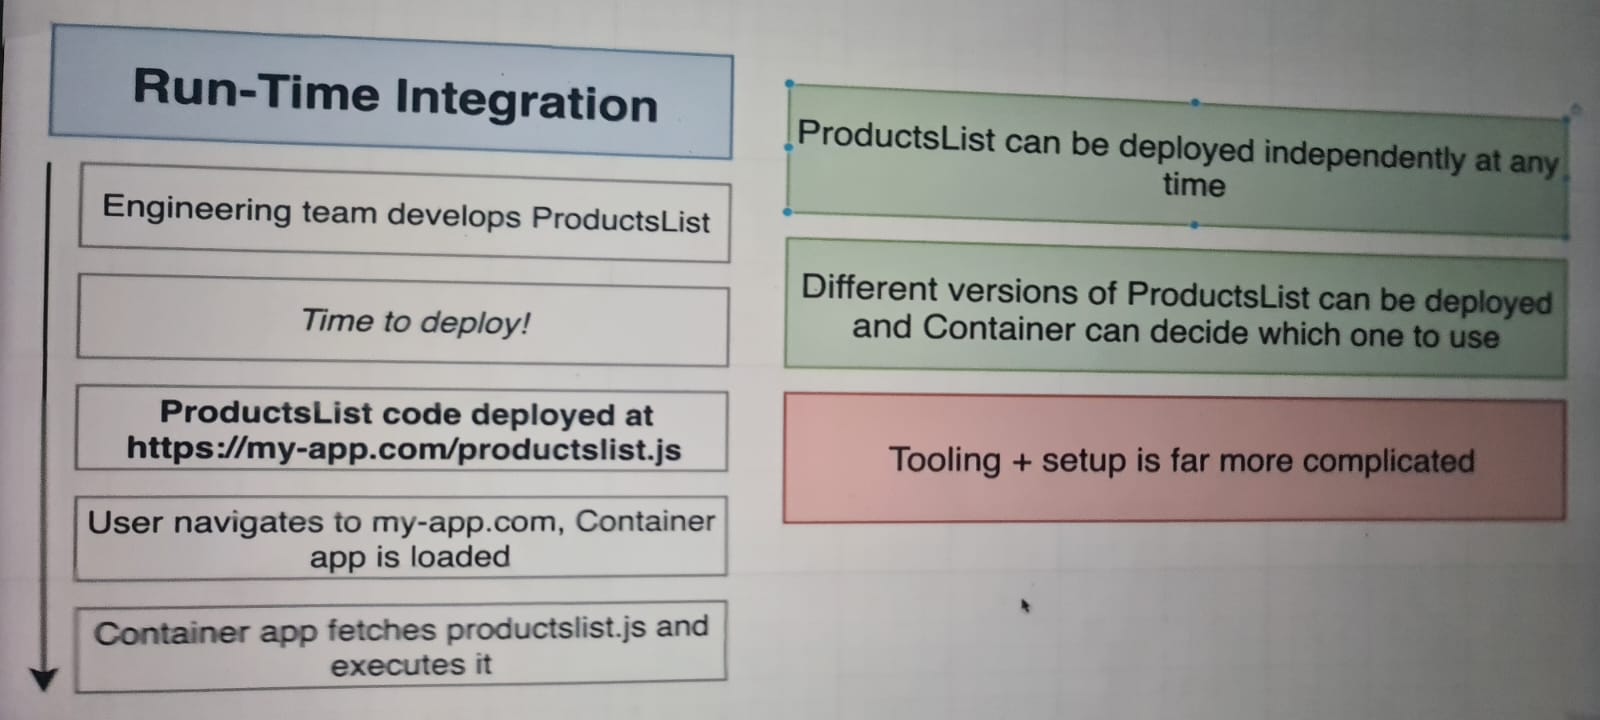 Run-Time Integration
Engineering team develops ProductsList
Time to deploy!
ProductsList code deployed at
https://my-app.com/productslist.js
User navigates to my-app.com, Container
app is loaded
Container app fetches productslist.js and
executes it
ProductsList can be deployed independently at any
time
Different versions of ProductsList can be deployed
and Container can decide which one to use
Tooling + setup is far more complicated